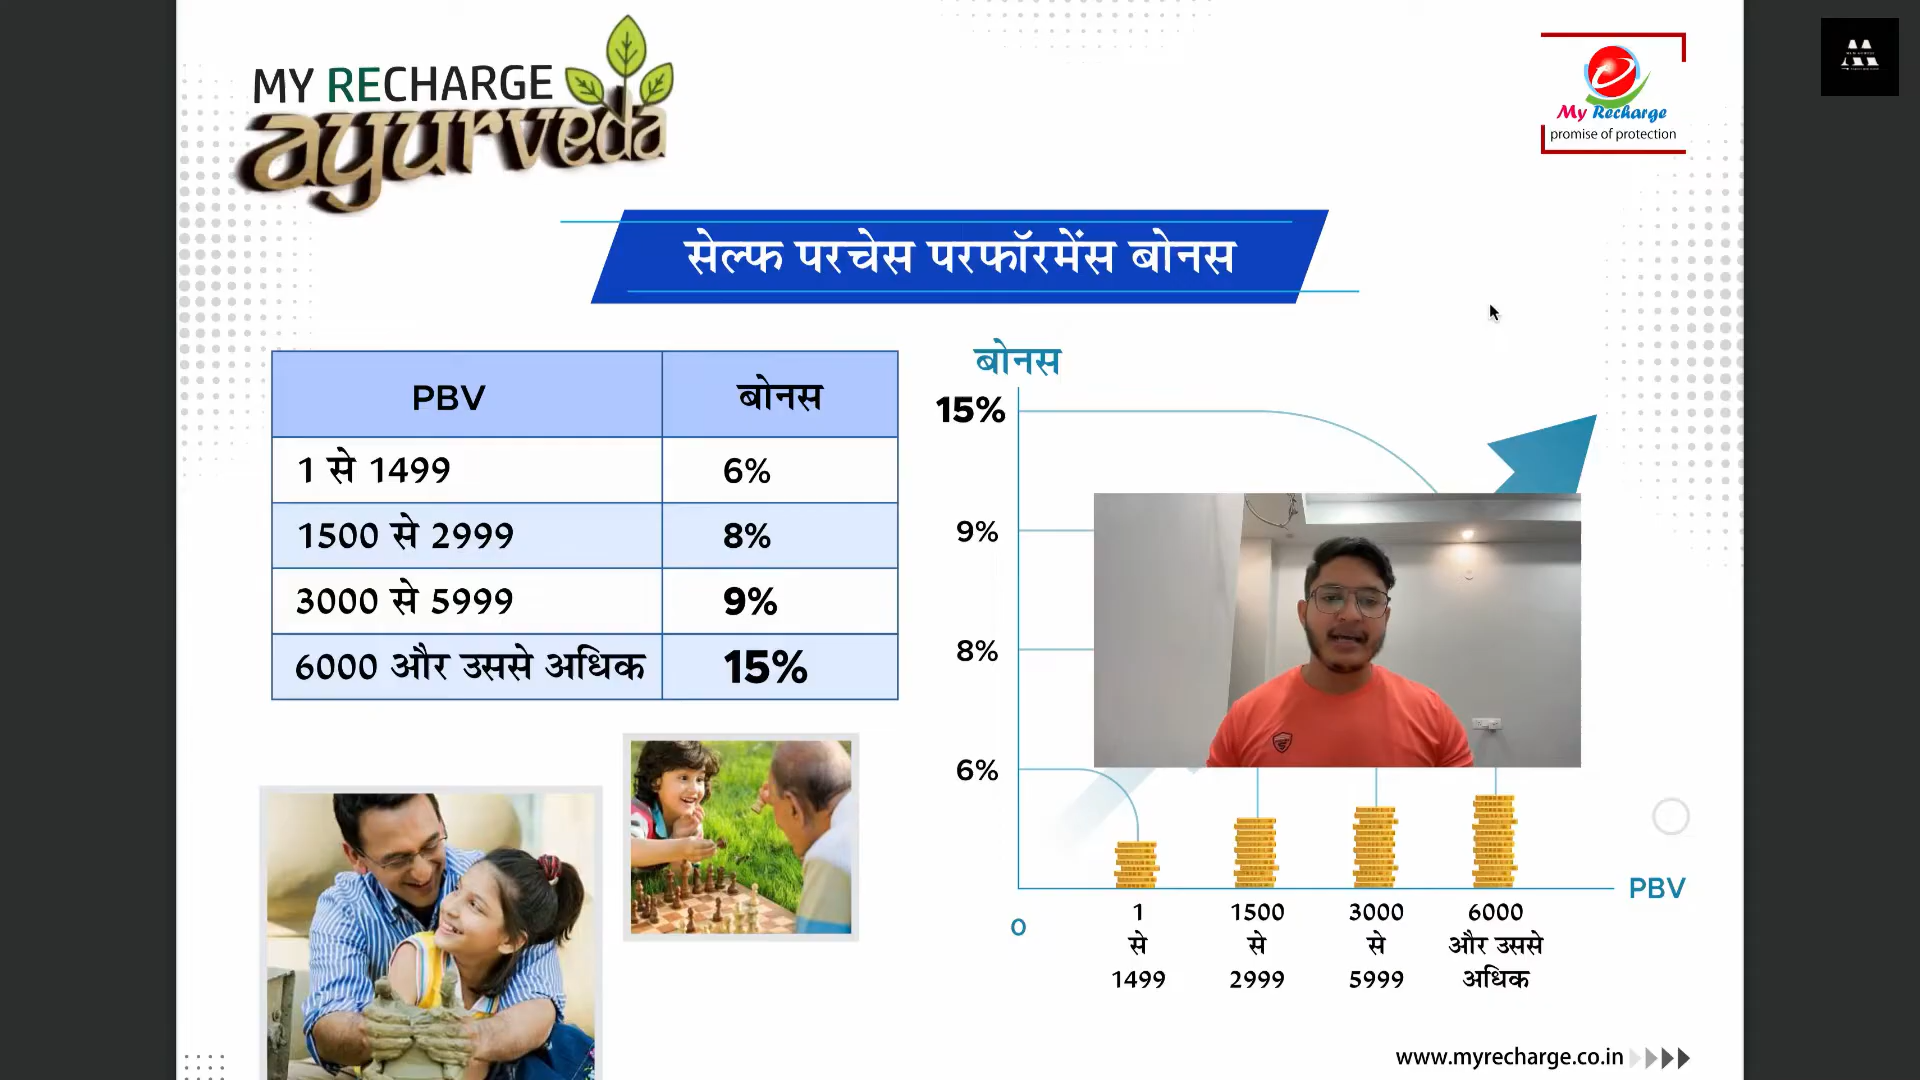 MY RECHARGE
ayurveda
My Recharge
promise of protection
सेल्फ परचेस परफॉरमेंस बोनस
PBV बोनस
1 से 1499 6%
1500 से 2999 8%
3000 से 5999 9%
6000 और उससे अधिक 15%
बोनस
15%
9%
8%
6%
PBV
0
1 से 1499
1500 से 2999
3000 से 5999
6000 और उससे अधिक
www.myrecharge.co.in